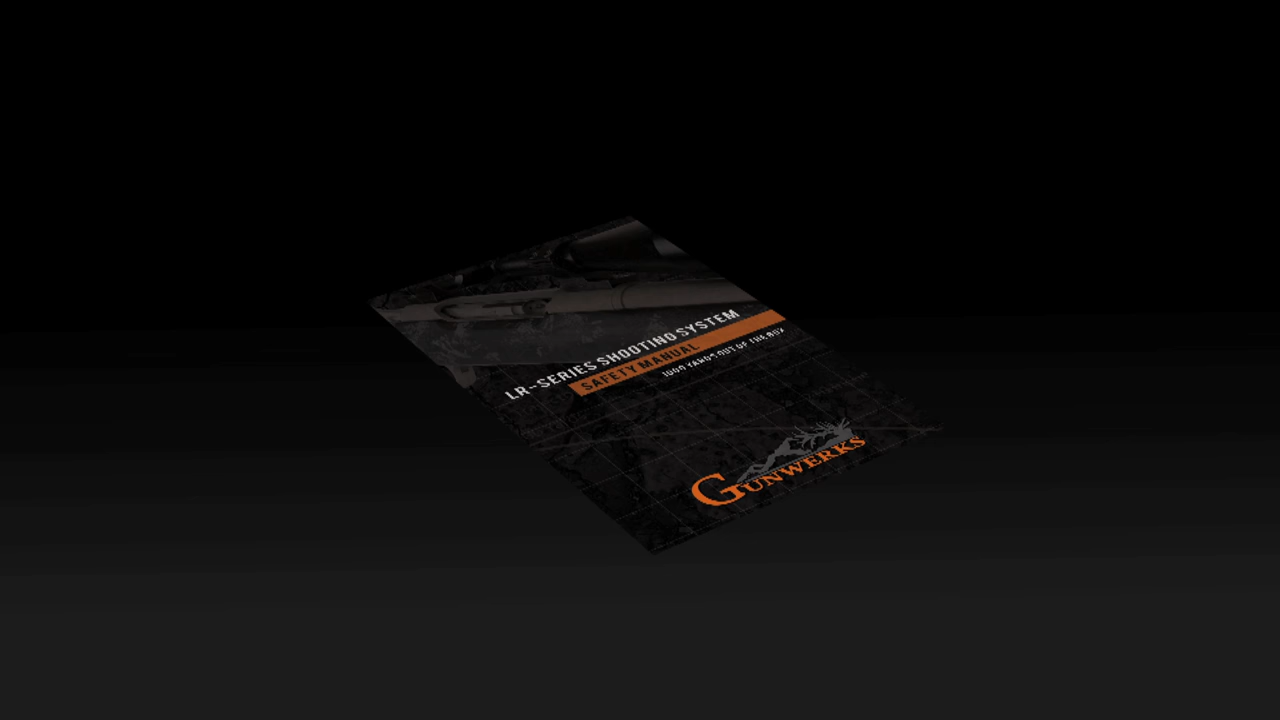 LR-SERIES SHOOTING SYSTEM
SAFETY MANUAL
1000 YARDS OUT OF THE BOX
GUNWERKS